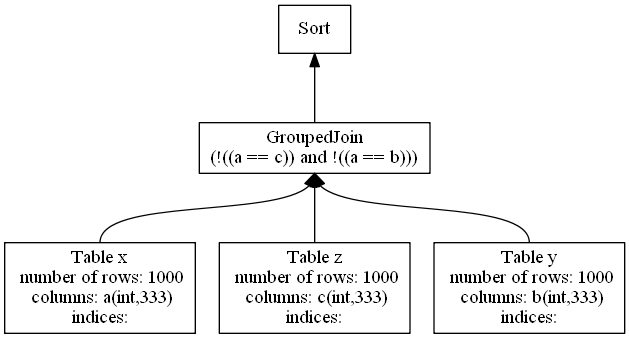 Sort
GroupedJoin
(!((a == c)) and !((a == b)))
Table x
number of rows: 1000
columns: a(int,333)
indices:
Table z
number of rows: 1000
columns: c(int,333)
indices:
Table y
number of rows: 1000
columns: b(int,333)
indices: